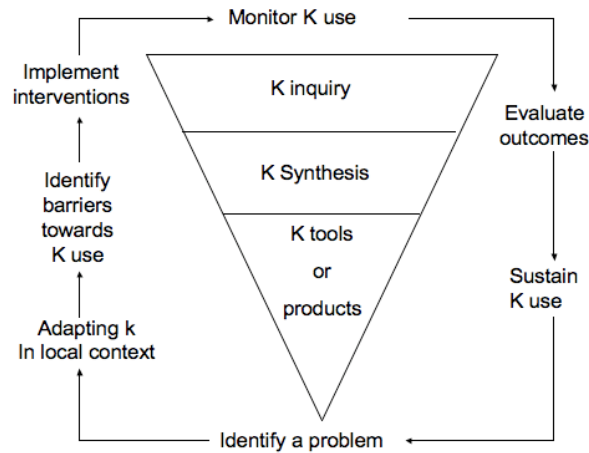 Monitor K use
Implement
interventions
K inquiry
Evaluate
outcomes
K Synthesis
Identify
barriers
towards
K use
K tools
or
products
Sustain
K use
Adapting k
In local context
Identify a problem